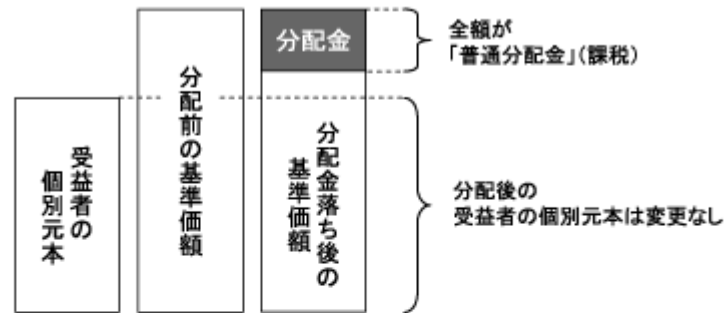 受益者の
個別元本
分配前の基準価額
分配金
分配金落ち後の
基準価額
全額が
「普通分配金」(課税)
分配後の
受益者の個別元本は変更なし